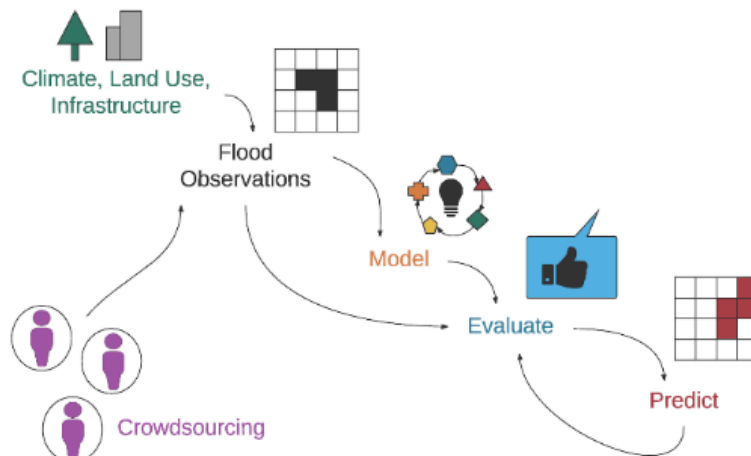 Climate, Land Use,
Infrastructure
Flood
Observations
Model
Evaluate
Predict
Crowdsourcing